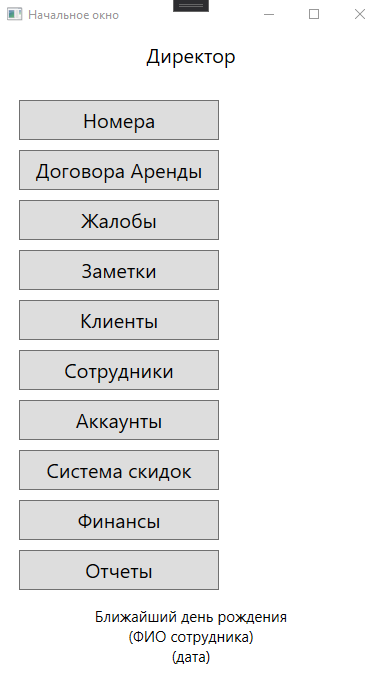 Начальное окно
Директор
Номера
Договора Аренды
Жалобы
Заметки
Клиенты
Сотрудники
Аккаунты
Система скидок
Финансы
Отчеты
Ближайший день рождения
(ФИО сотрудника)
(дата)